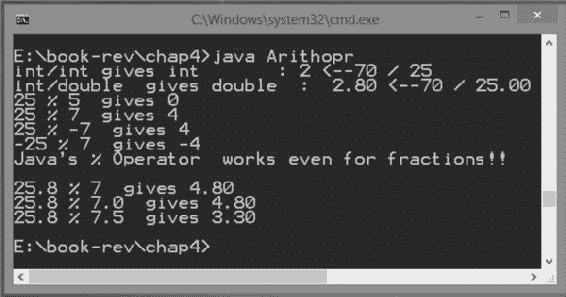 C:\Windows\system32\cmd.exe
E:\book-rev\chap4>java Arithopr
int/int gives int       : 2 <--70 / 25
int/double  gives double  :  2.80 <--70 / 25.00
25 % 5  gives 0
25 % 7  gives 4
25 % -7  gives 4
-25 % 7  gives -4
Java's % Operator  works even for fractions!!
25.8 % 7  gives 4.80
25.8 % 7.0  gives 4.80
25.8 % 7.5  gives 3.30
E:\book-rev\chap4>